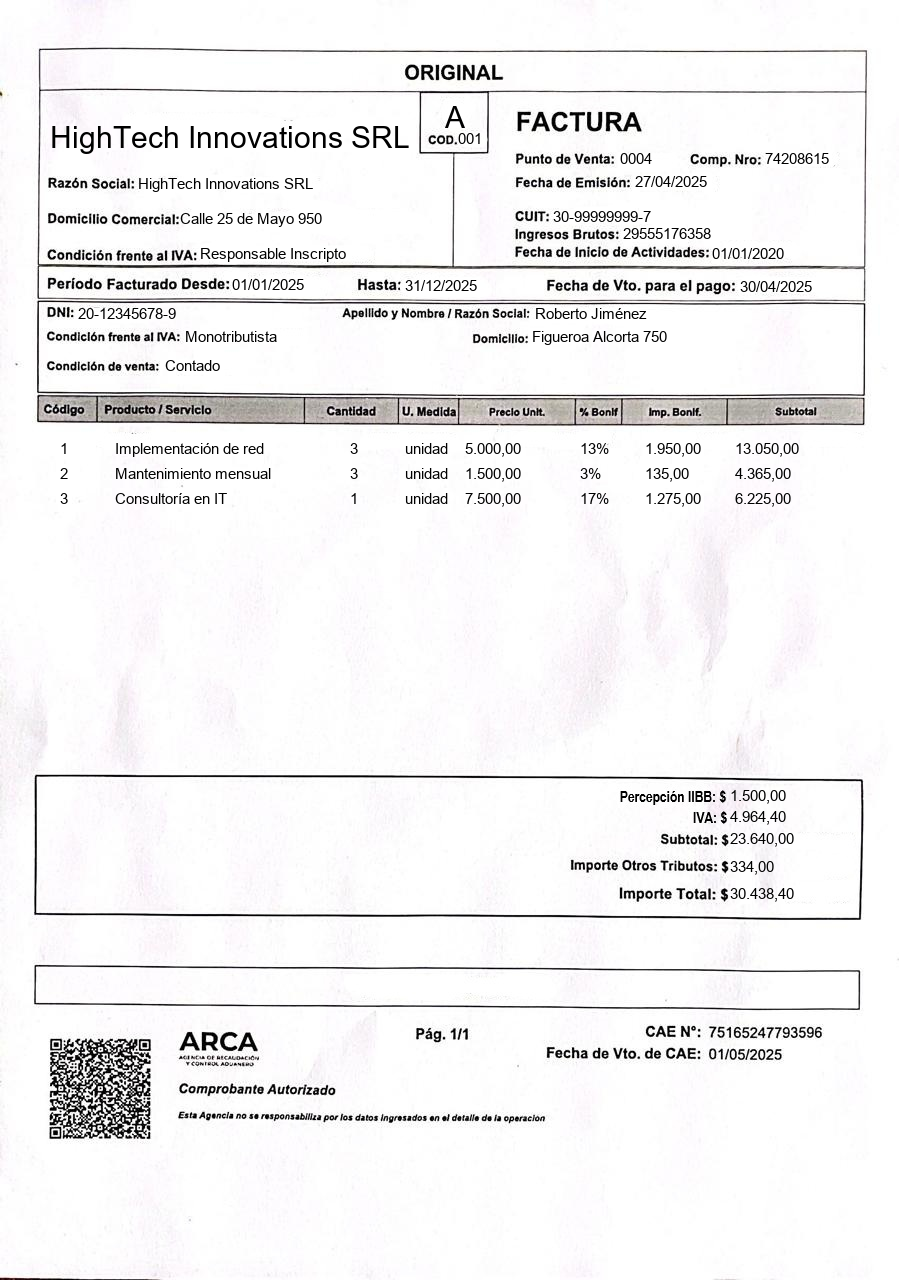 ORIGINAL
HighTech Innovations SRL
A
COD.001
FACTURA
Punto de Venta: 0004 Comp. Nro: 74208615
Razón Social: HighTech Innovations SRL
Fecha de Emisión: 27/04/2025
Domicilio Comercial:Calle 25 de Mayo 950
CUIT: 30-99999999-7
Ingresos Brutos: 29555176358
Condición frente al IVA: Responsable Inscripto
Fecha de Inicio de Actividades: 01/01/2020
Período Facturado Desde: 01/01/2025 Hasta: 31/12/2025 Fecha de Vto. para el pago: 30/04/2025
DNI: 20-12345678-9 Apellido y Nombre / Razón Social: Roberto Jiménez
Condición frente al IVA: Monotributista Domicilio: Figueroa Alcorta 750
Condición de venta: Contado
Código Producto / Servicio Cantidad U. Medida Precio Unit. % Bonif Imp. Bonif. Subtotal
1 Implementación de red 3 unidad 5.000,00 13% 1.950,00 13.050,00
2 Mantenimiento mensual 3 unidad 1.500,00 3% 135,00 4.365,00
3 Consultoría en IT 1 unidad 7.500,00 17% 1.275,00 6.225,00
Percepción IIBB: $ 1.500,00
IVA: $ 4.964,40
Subtotal: $ 23.640,00
Importe Otros Tributos: $ 334,00
Importe Total: $ 30.438,40
ARCA
AGENCIA DE RECAUDACIÓN
Y CONTROL ADUANERO
Pág. 1/1
CAE N°: 75165247793596
Fecha de Vto. de CAE: 01/05/2025
Comprobante Autorizado
Esta Agencia no se responsabiliza por los datos ingresados en el detalle de la operación